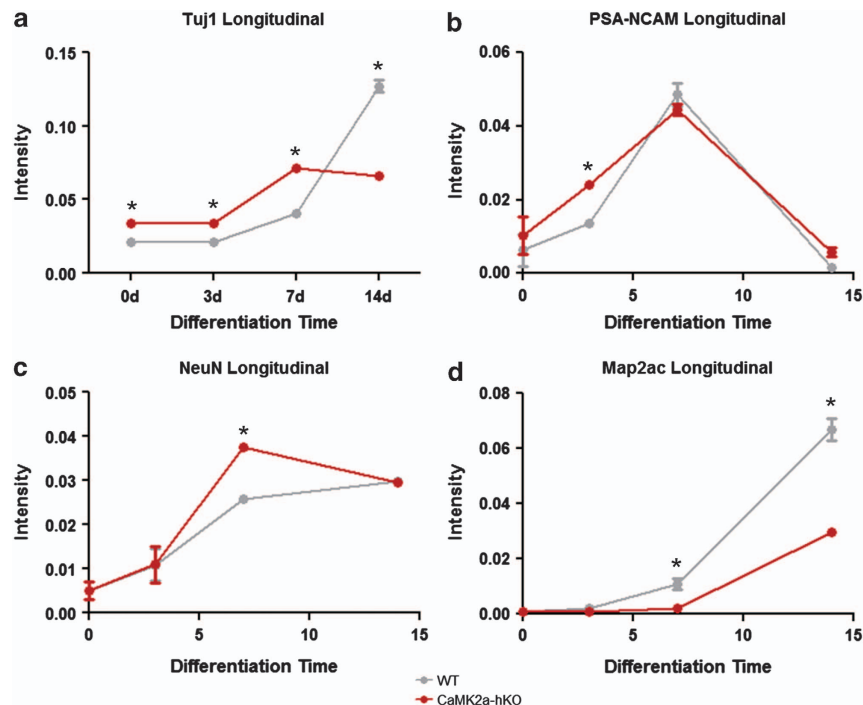 a
Tuj1 Longitudinal
Intensity
0.15
0.10
0.05
0.00
*
*
*
*
0d
3d
7d
14d
Differentiation Time
b
PSA-NCAM Longitudinal
Intensity
0.06
0.04
0.02
0.00
*
0
5
10
15
Differentiation Time
c
NeuN Longitudinal
Intensity
0.05
0.04
0.03
0.02
0.01
0.00
*
0
5
10
15
Differentiation Time
d
Map2ac Longitudinal
Intensity
0.08
0.06
0.04
0.02
0.00
*
*
0
5
10
15
Differentiation Time
WT
CaMK2a-hKO